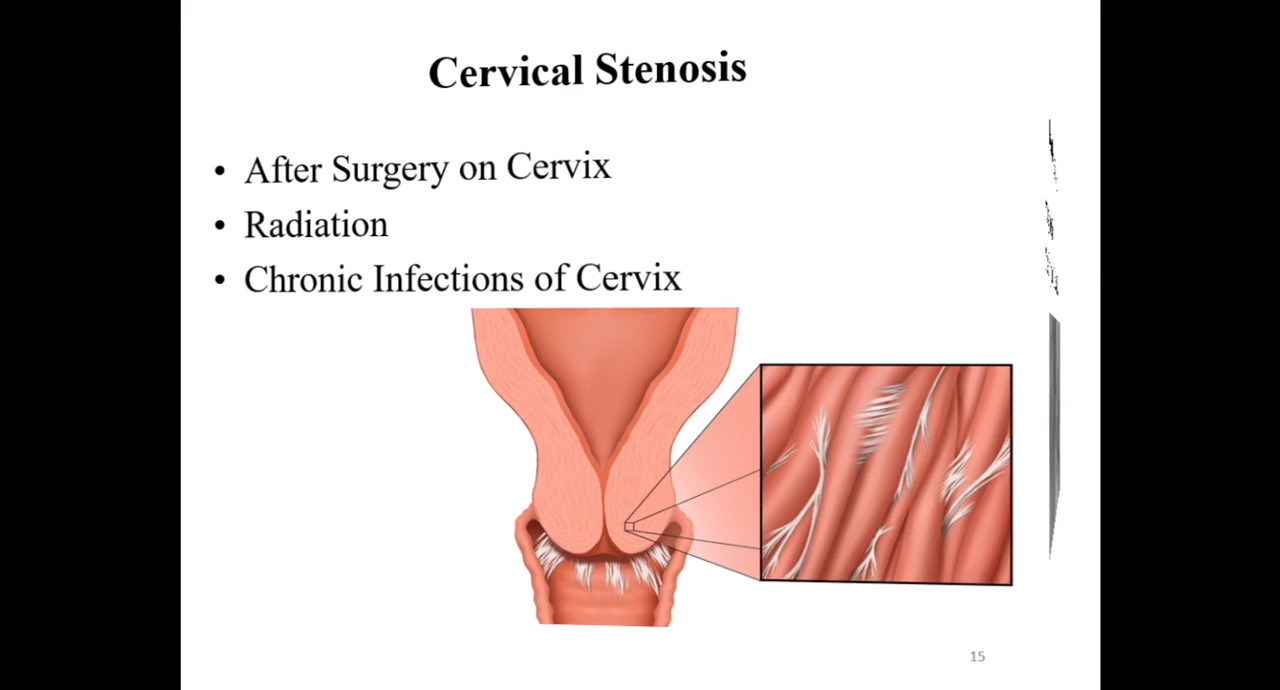 Cervical Stenosis
• After Surgery on Cervix
• Radiation
• Chronic Infections of Cervix
15